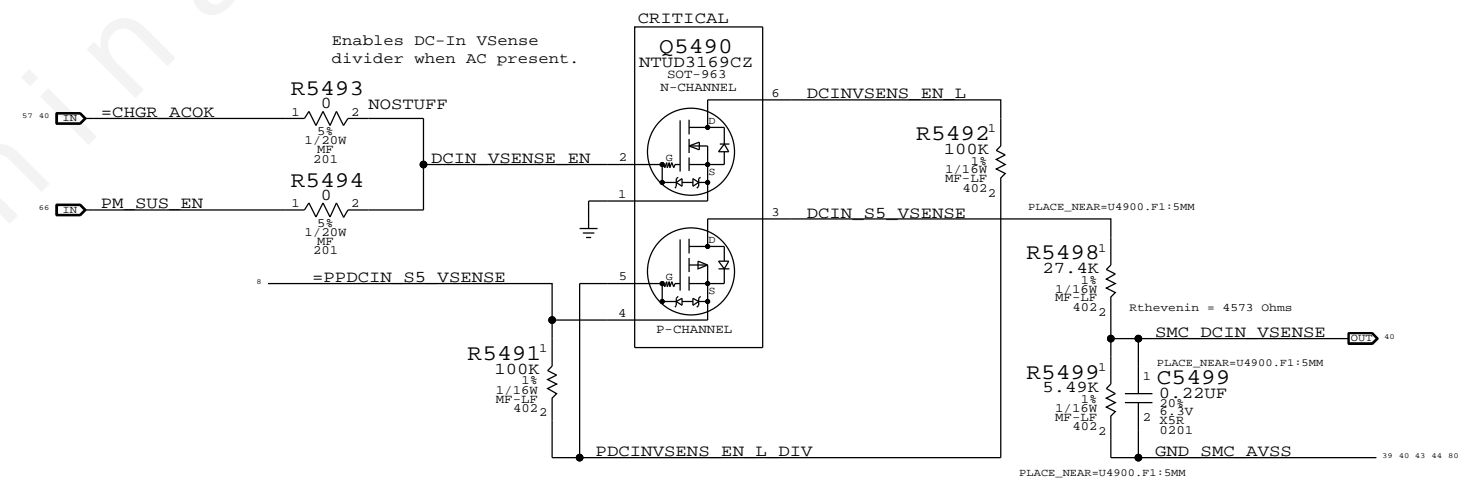 CRITICAL
Enables DC-In VSense
divider when AC present.
Q5490
NTUD3169CZ
SOT-963
N-CHANNEL
D
G
S
6
2
1
DCINVSENS_EN_L
R5493
0
NOSTUFF
57 40
IN
=CHGR_ACOK
1
2
5%
1/20W
MF
201
DCIN_VSENSE_EN
R5494
0
66
IN
PM_SUS_EN
1
2
5%
1/20W
MF
201
R5492
1
100K
1%
1/16W
MF-LF
402
2
3
DCIN_S5_VSENSE
PLACE_NEAR=U4900.F1:5MM
8
=PPDCIN_S5_VSENSE
5
4
D
G
S
P-CHANNEL
R5498
1
27.4K
1%
1/16W
MF-LF
402
2
Rthevenin = 4573 Ohms
SMC_DCIN_VSENSE
OUT
40
R5491
1
100K
1%
1/16W
MF-LF
402
2
PLACE_NEAR=U4900.F1:5MM
R5499
1
5.49K
1%
1/16W
MF-LF
402
2
1
C5499
0.22UF
20%
6.3V
X5R
0201
2
PDCINVSENS_EN_L_DIV
GND_SMC_AVSS
39 40 43 44 80
PLACE_NEAR=U4900.F1:5MM